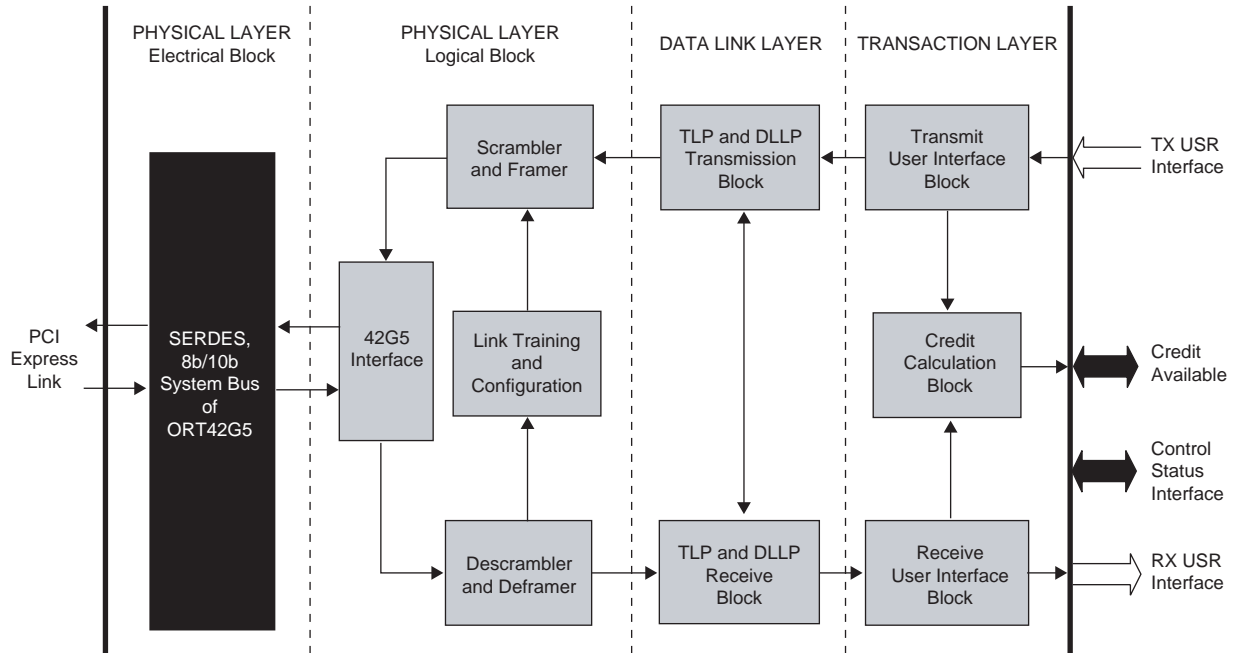 PHYSICAL LAYER
Electrical Block
PHYSICAL LAYER
Logical Block
DATA LINK LAYER
TRANSACTION LAYER
Scrambler
and Framer
TLP and DLLP
Transmission
Block
Transmit
User Interface
Block
TX USR
Interface
PCI
Express
Link
SERDES,
8b/10b
System Bus
of
ORT42G5
42G5
Interface
Link Training
and
Configuration
Credit
Calculation
Block
Credit
Available
Control
Status
Interface
Descrambler
and Deframer
TLP and DLLP
Receive
Block
Receive
User Interface
Block
RX USR
Interface